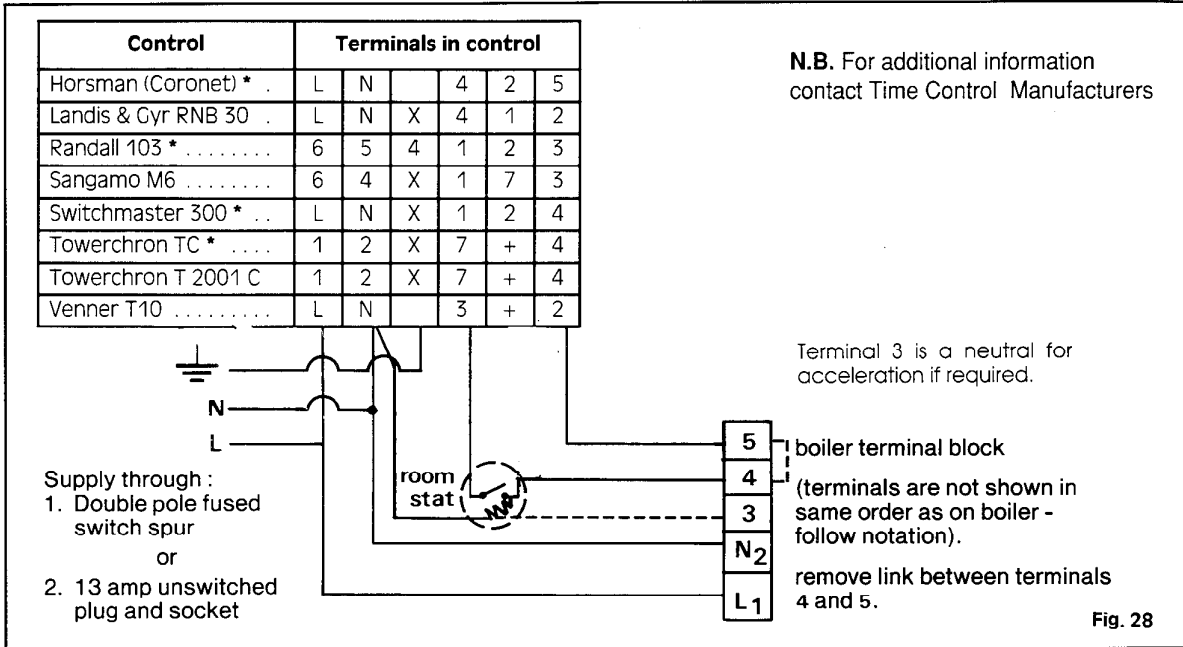 Control Terminals in control
Horsman (Coronet) * . L N 4 2 5
Landis & Gyr RNB 30 . L N X 4 1 2
Randall 103 * ........ 6 5 4 1 2 3
Sangamo M6 ........ 6 4 X 1 7 3
Switchmaster 300 * .. L N X 1 2 4
Towerchron TC * .... 1 2 X 7 + 4
Towerchron T 2001 C 1 2 X 7 + 4
Venner T10 ......... L N 3 + 2
N.B. For additional information
contact Time Control Manufacturers
Terminal 3 is a neutral for
acceleration if required.
N
L
Supply through :
1. Double pole fused
switch spur
or
2. 13 amp unswitched
plug and socket
room
stat
5
4
3
N2
L1
boiler terminal block
(terminals are not shown in
same order as on boiler -
follow notation).
remove link between terminals
4 and 5.
Fig. 28